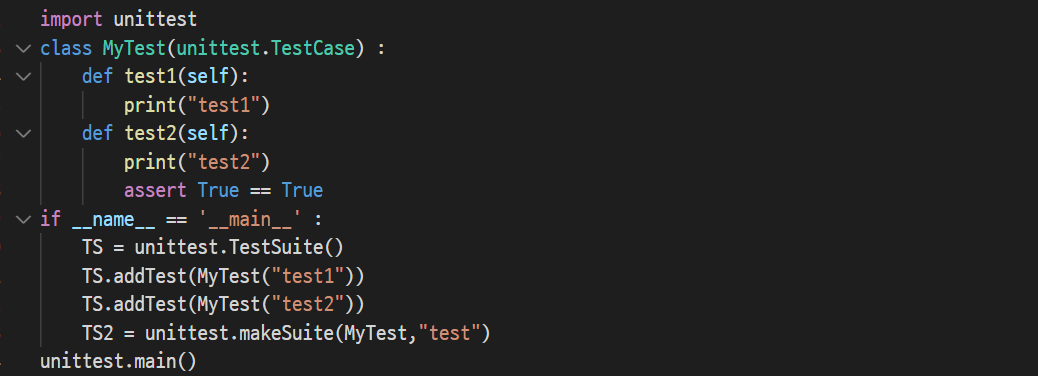 import unittest
class MyTest(unittest.TestCase) :
    def test1(self):
        print("test1")
    def test2(self):
        print("test2")
        assert True == True
if __name__ == '__main__' :
    TS = unittest.TestSuite()
    TS.addTest(MyTest("test1"))
    TS.addTest(MyTest("test2"))
    TS2 = unittest.makeSuite(MyTest,"test")
unittest.main()